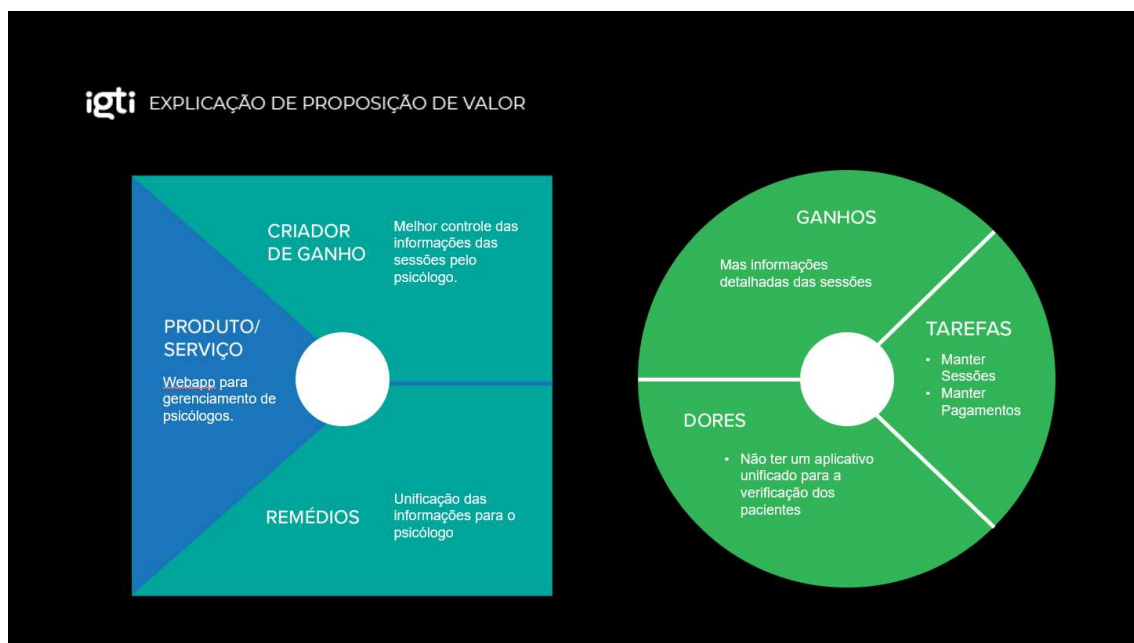 igti EXPLICAÇÃO DE PROPOSIÇÃO DE VALOR
CRIADOR
DE GANHO
Melhor controle das
informações das
sessões pelo
psicólogo.
PRODUTO/
SERVIÇO
Webapp para
gerenciamento de
psicólogos.
REMÉDIOS
Unificação das
informações para o
psicólogo
GANHOS
Mas informações
detalhadas das sessões
TAREFAS
• Manter
Sessões
• Manter
Pagamentos
DORES
• Não ter um aplicativo
unificado para a
verificação dos
pacientes